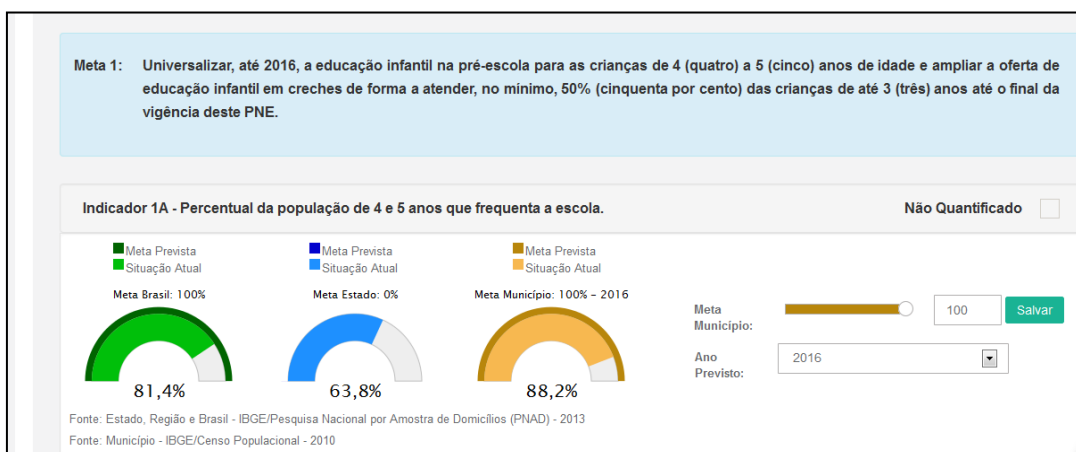 Meta 1: Universalizar, até 2016, a educação infantil na pré-escola para as crianças de 4 (quatro) a 5 (cinco) anos de idade e ampliar a oferta de
educação infantil em creches de forma a atender, no mínimo, 50% (cinquenta por cento) das crianças de até 3 (três) anos até o final da
vigência deste PNE.
Indicador 1A - Percentual da população de 4 e 5 anos que frequenta a escola. Não Quantificado
Meta Prevista
Situação Atual
Meta Brasil: 100%
81,4%
Meta Prevista
Situação Atual
Meta Estado: 0%
63,8%
Meta Prevista
Situação Atual
Meta Município: 100% - 2016
88,2%
Meta
Municipio:
100
Salvar
Ano
Previsto:
2016
Fonte: Estado, Região e Brasil - IBGE/Pesquisa Nacional por Amostra de Domicílios (PNAD) - 2013
Fonte: Município - IBGE/Censo Populacional - 2010